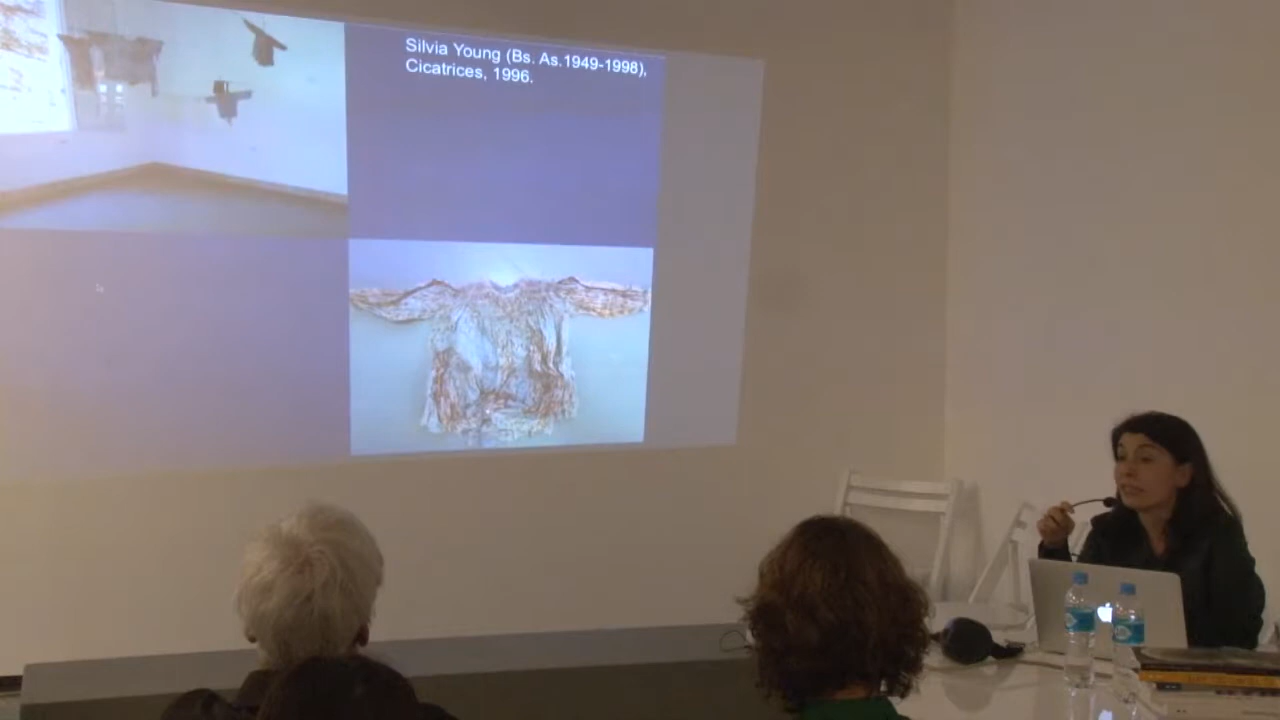 Silvia Young (Bs. As.1949-1998),
Cicatrices, 1996.